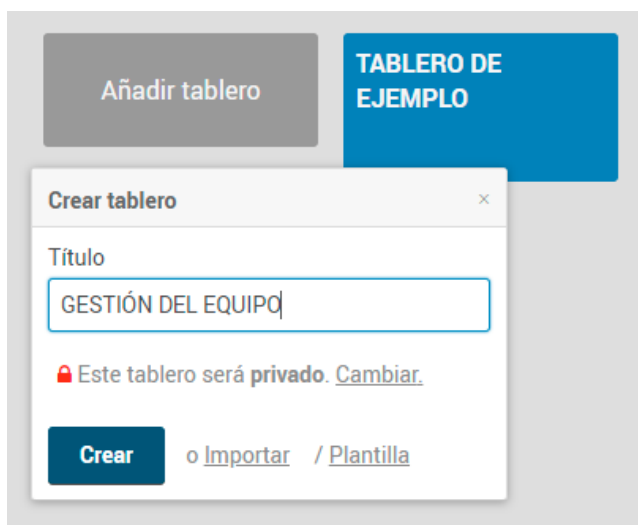 Añadir tablero
TABLERO DE
EJEMPLO
Crear tablero ×
Título
GESTIÓN DEL EQUIPO
Este tablero será privado. Cambiar.
Crear o Importar / Plantilla